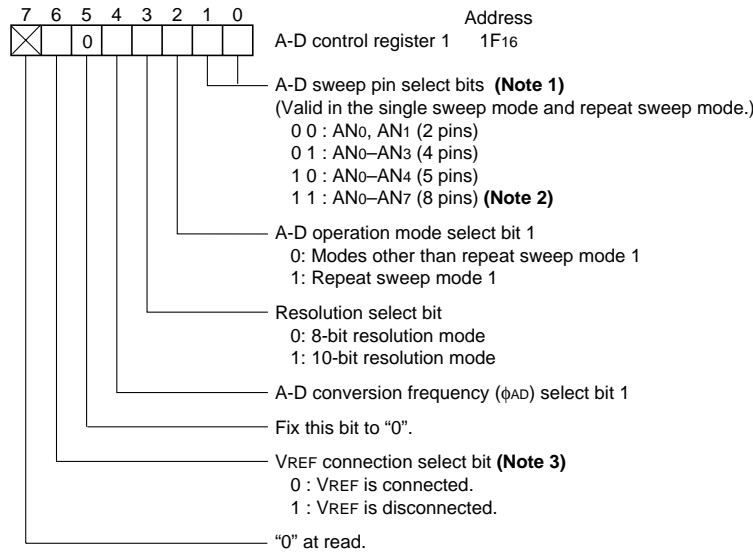 7 6 5 4 3 2 1 0
Address
0
A-D control register 1 1F16
A-D sweep pin select bits (Note 1)
(Valid in the single sweep mode and repeat sweep mode.)
0 0 : AN0, AN1 (2 pins)
0 1 : AN0–AN3 (4 pins)
1 0 : AN0–AN4 (5 pins)
1 1 : AN0–AN7 (8 pins) (Note 2)
A-D operation mode select bit 1
0: Modes other than repeat sweep mode 1
1: Repeat sweep mode 1
Resolution select bit
0: 8-bit resolution mode
1: 10-bit resolution mode
A-D conversion frequency (ϕAD) select bit 1
Fix this bit to “0”.
VREF connection select bit (Note 3)
0 : VREF is connected.
1 : VREF is disconnected.
“0” at read.